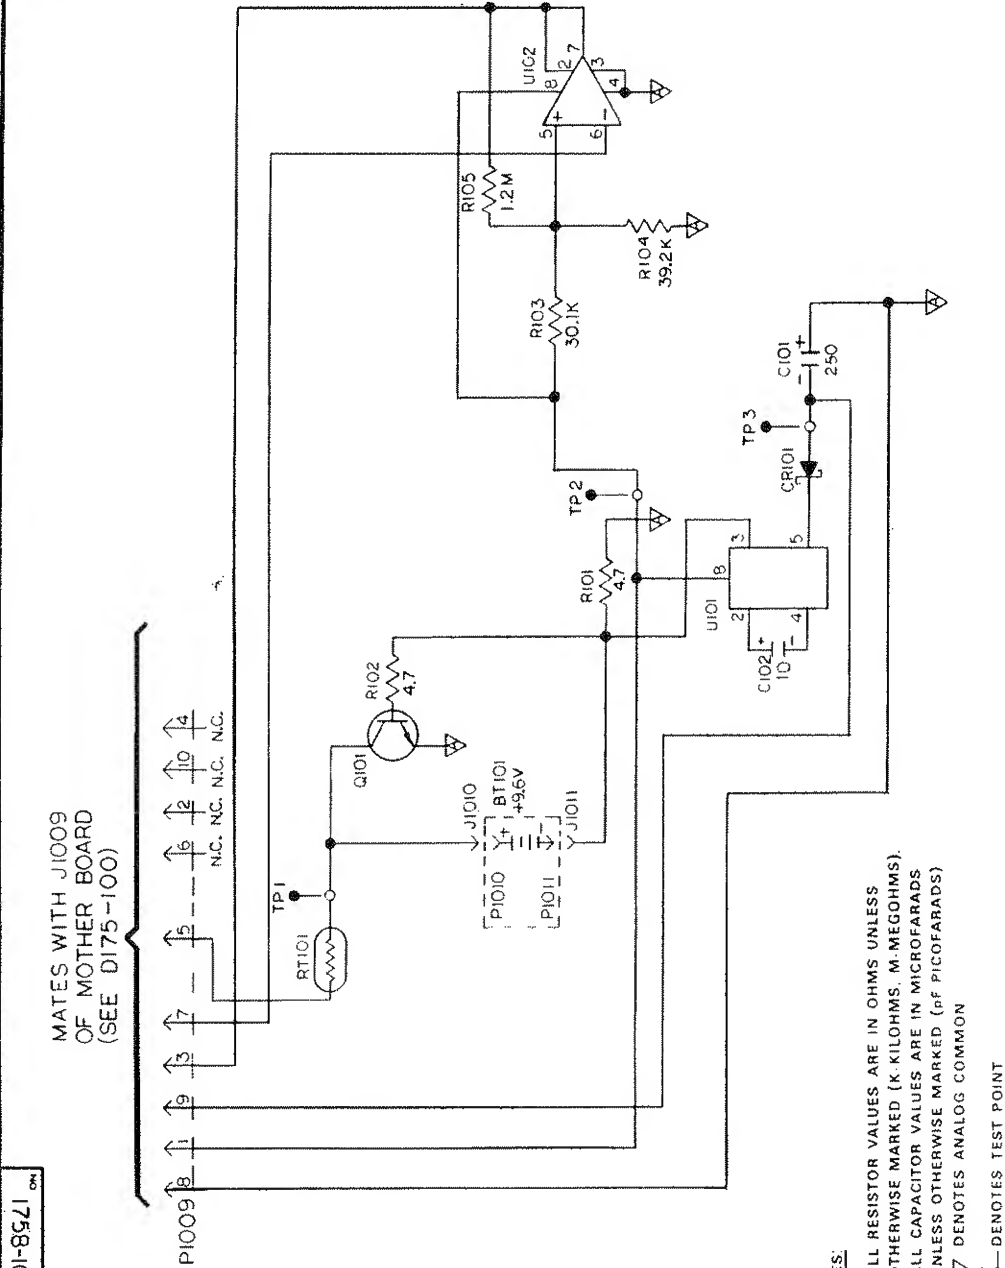 MATES WITH J1009
OF MOTHER BOARD
(SEE D175-100)
P1009
8
1
9
3
7
5
6
2
10
4
N.C.
N.C.
N.C.
N.C.
TP1
RT101
Q101
R102
4.7
J1010
P1010
BT101
+9.6V
+
−
P1011
J1011
R101
4.7
TP2
R103
30.1K
R104
39.2K
R105
1.2M
U102
5
+
6
−
8
2
7
3
4
U101
2
8
3
4
5
C102
10
+
−
CR101
TP3
C101
250
−
+
A
A
A
A
A
LL RESISTOR VALUES ARE IN OHMS UNLESS
THERWISE MARKED (K-KILOHMS, M-MEGOHMS).
LL CAPACITOR VALUES ARE IN MICROFARADS
NLESS OTHERWISE MARKED (pF PICOFARADS)
DENOTES ANALOG COMMON
DENOTES TEST POINT
ES:
NO
1758-1